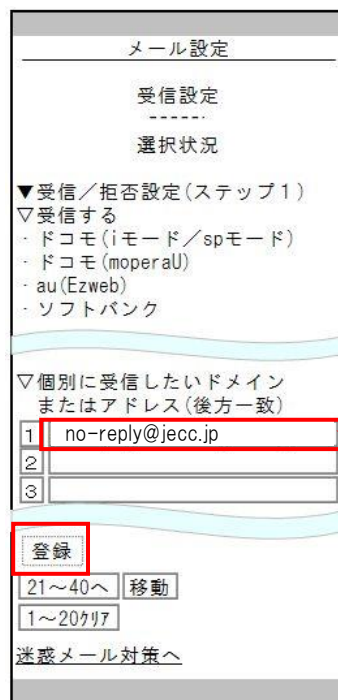 メール設定
受信設定
選択状況
▼受信／拒否設定(ステップ１)
▽受信する
・ドコモ(iモード／spモード)
・ドコモ(moperaU)
・au(Ezweb)
・ソフトバンク
▽個別に受信したいドメイン
またはアドレス(後方一致)
1 no-reply@jecc.jp
2
3
登録
21～40へ 移動
1～20ｸﾘｱ
迷惑メール対策へ